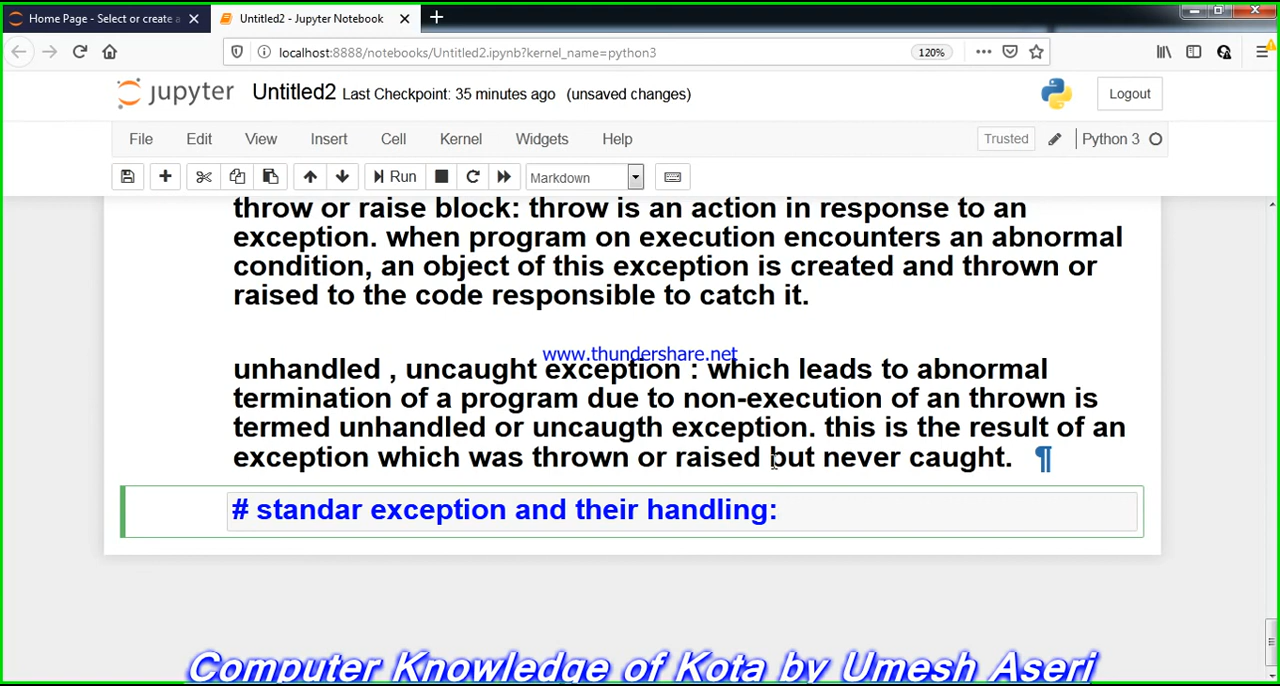 Home Page - Select or create a
Untitled2 - Jupyter Notebook
localhost:8888/notebooks/Untitled2.ipynb?kernel_name=python3
120%
jupyter Untitled2 Last Checkpoint: 35 minutes ago (unsaved changes)
Logout
File Edit View Insert Cell Kernel Widgets Help
Trusted
Python 3
Run
Markdown
throw or raise block: throw is an action in response to an
exception. when program on execution encounters an abnormal
condition, an object of this exception is created and thrown or
raised to the code responsible to catch it.
www.thundershare.net
unhandled , uncaught exception : which leads to abnormal
termination of a program due to non-execution of an thrown is
termed unhandled or uncaugth exception. this is the result of an
exception which was thrown or raised but never caught. ¶
# standar exception and their handling:
Computer Knowledge of Kota by Umesh Aseri